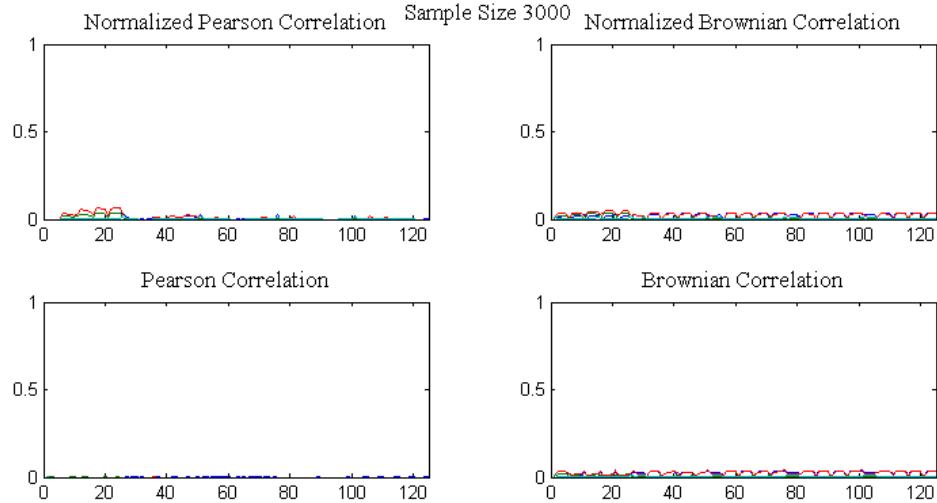 Sample Size 3000
Normalized Pearson Correlation
Normalized Brownian Correlation
1
0.5
0
0 20 40 60 80 100 120
1
0.5
0
0 20 40 60 80 100 120
Pearson Correlation
Brownian Correlation
1
0.5
0
0 20 40 60 80 100 120
1
0.5
0
0 20 40 60 80 100 120